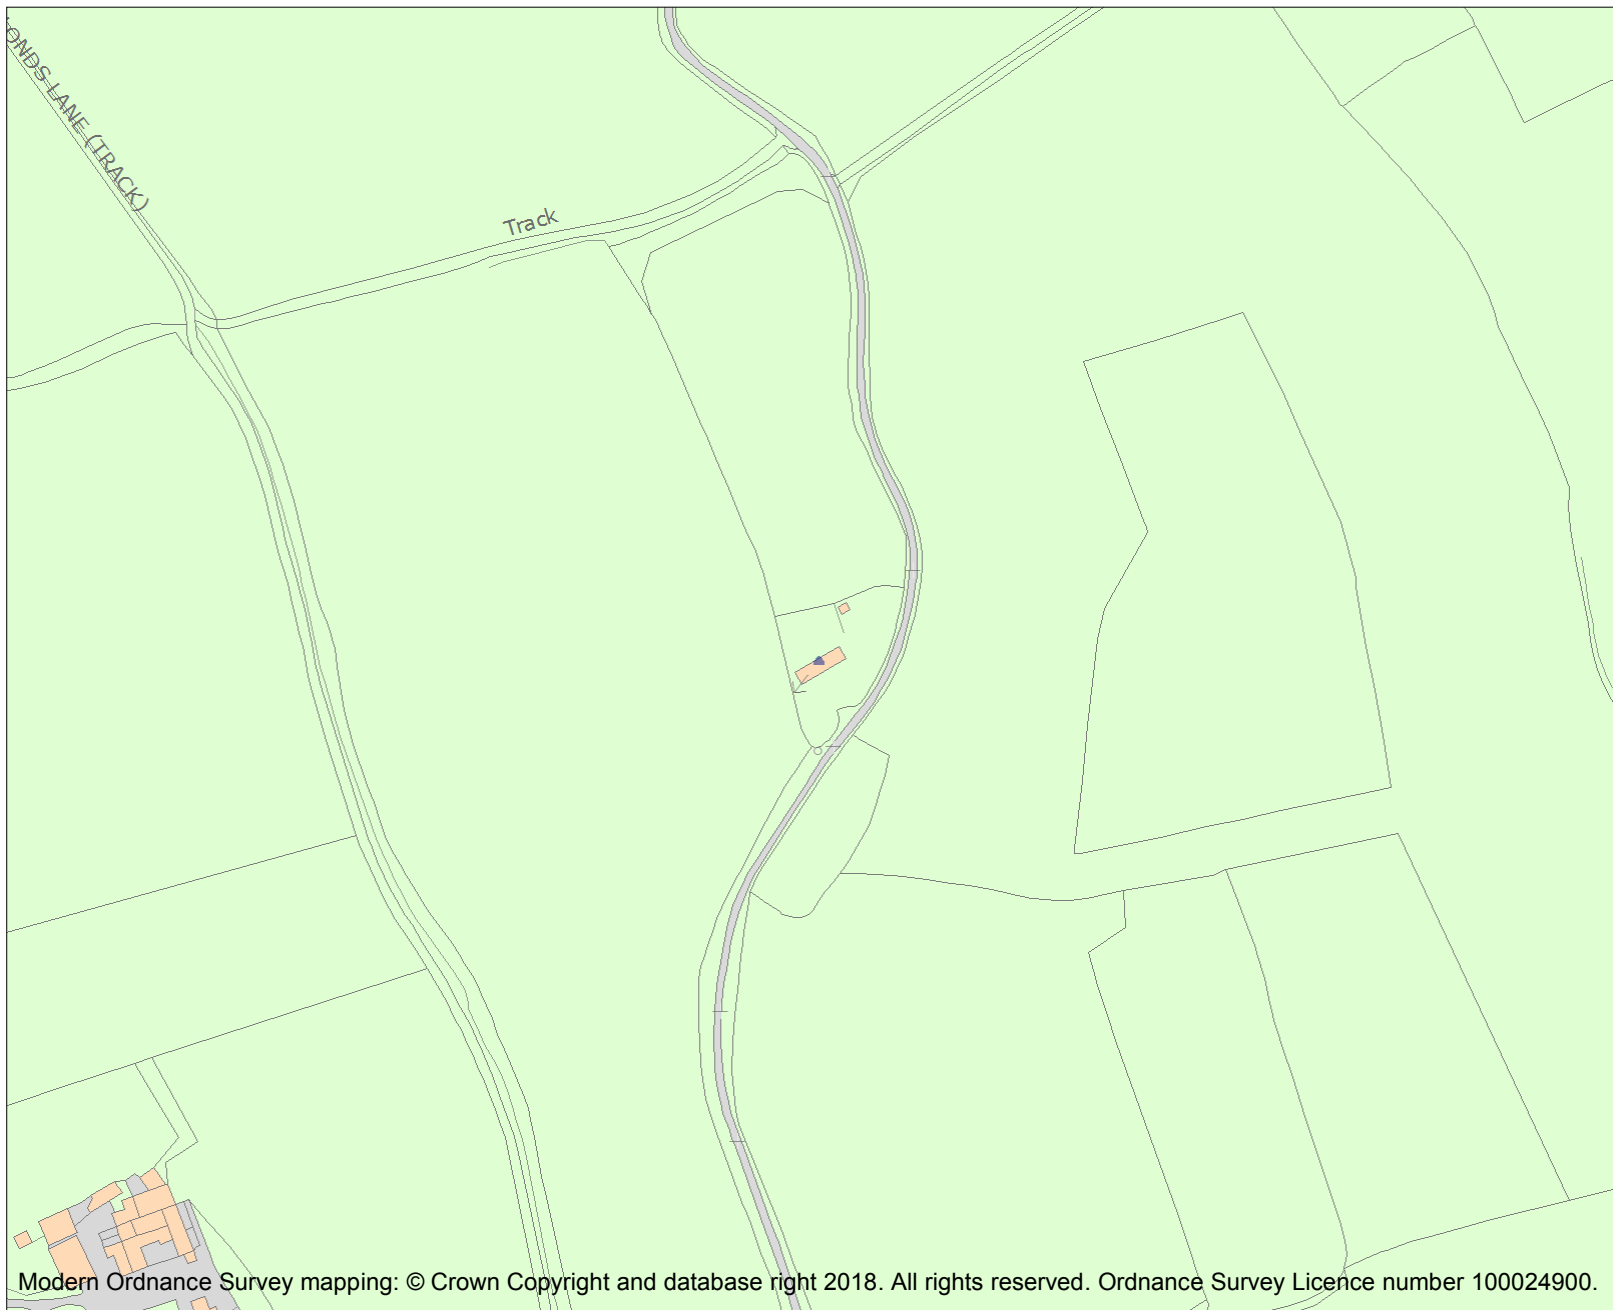 ONDS LANE (TRACK)
Track
Modern Ordnance Survey mapping: © Crown Copyright and database right 2018. All rights reserved. Ordnance Survey Licence number 100024900.